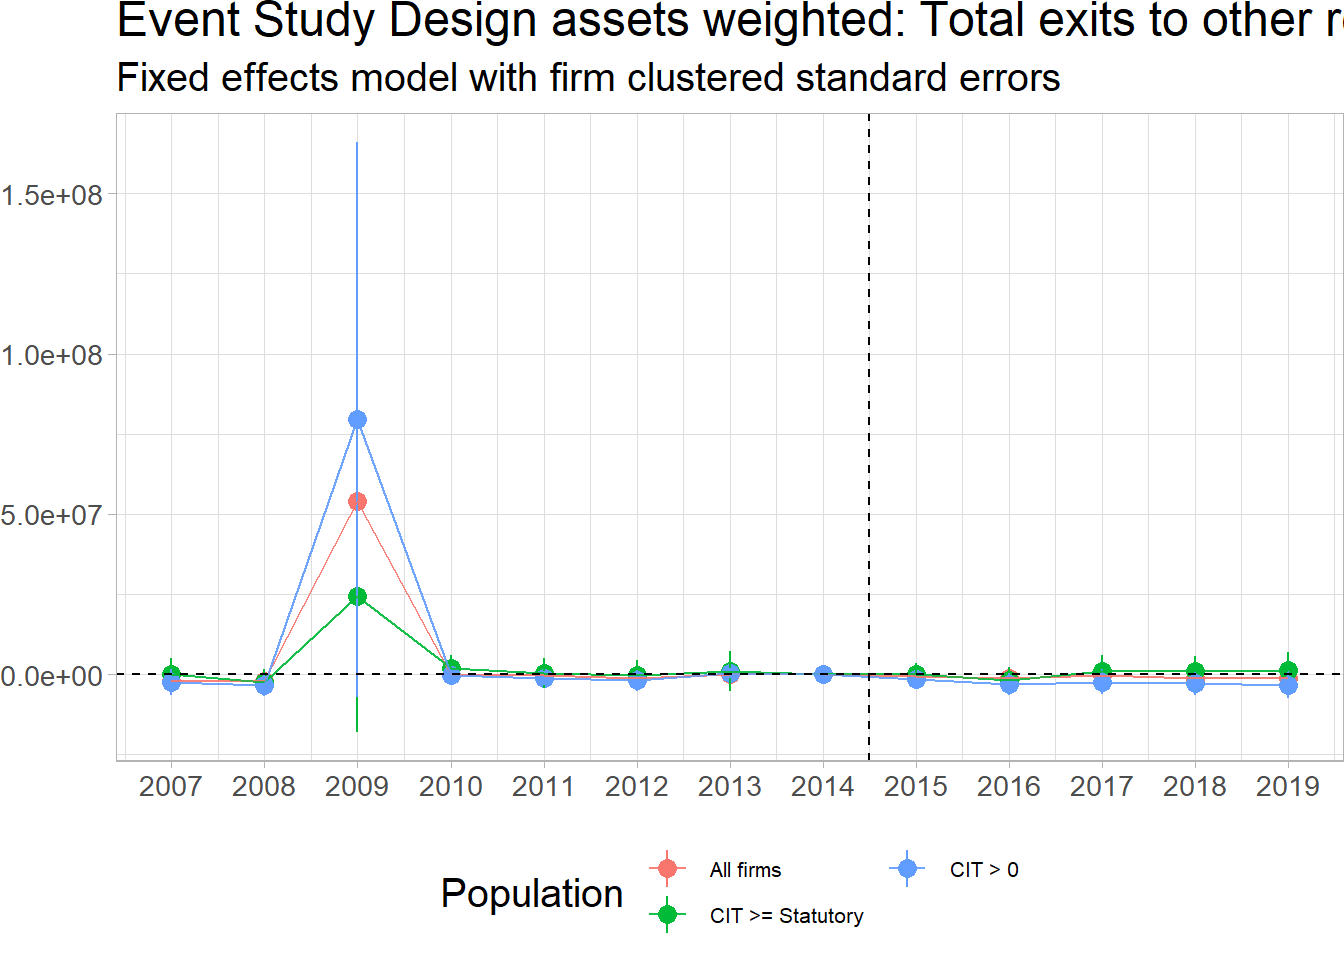 Event Study Design assets weighted: Total exits to other
Fixed effects model with firm clustered standard errors
1.5e+08
1.0e+08
5.0e+07
0.0e+00
2007 2008 2009 2010 2011 2012 2013 2014 2015 2016 2017 2018 2019
Population
All firms
CIT > 0
CIT >= Statutory